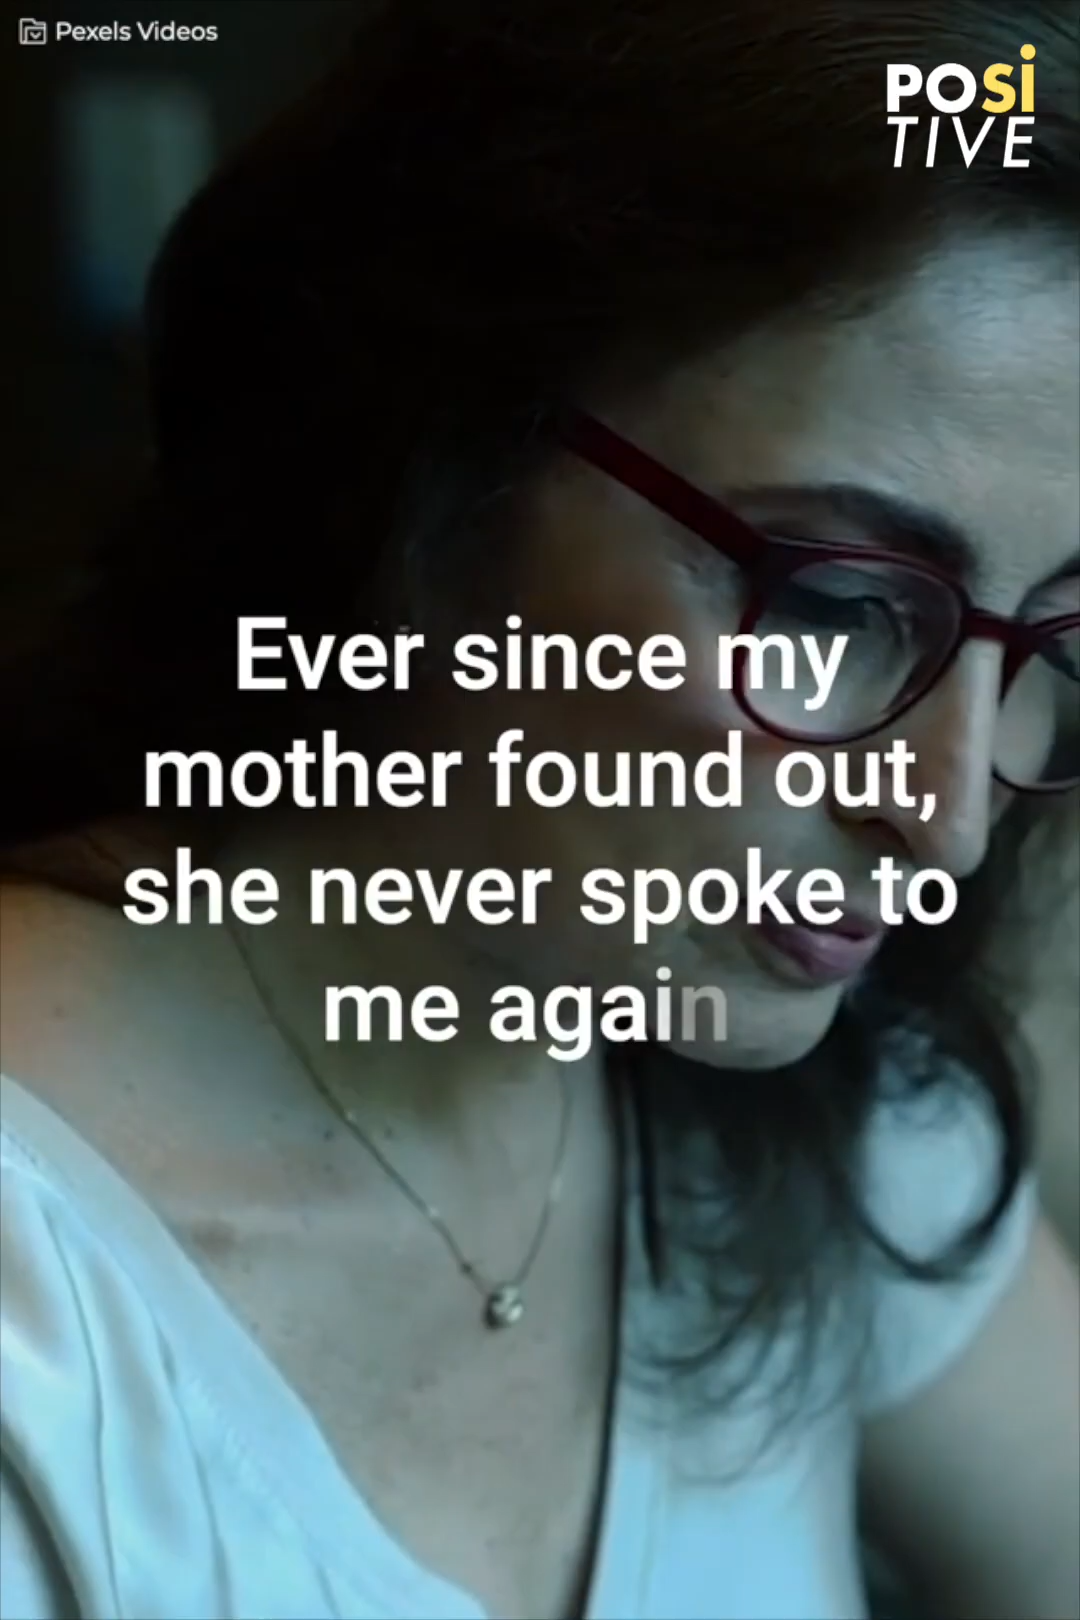 Pexels Videos
POSi
TIVE
Ever since my
mother found out,
she never spoke to
me again